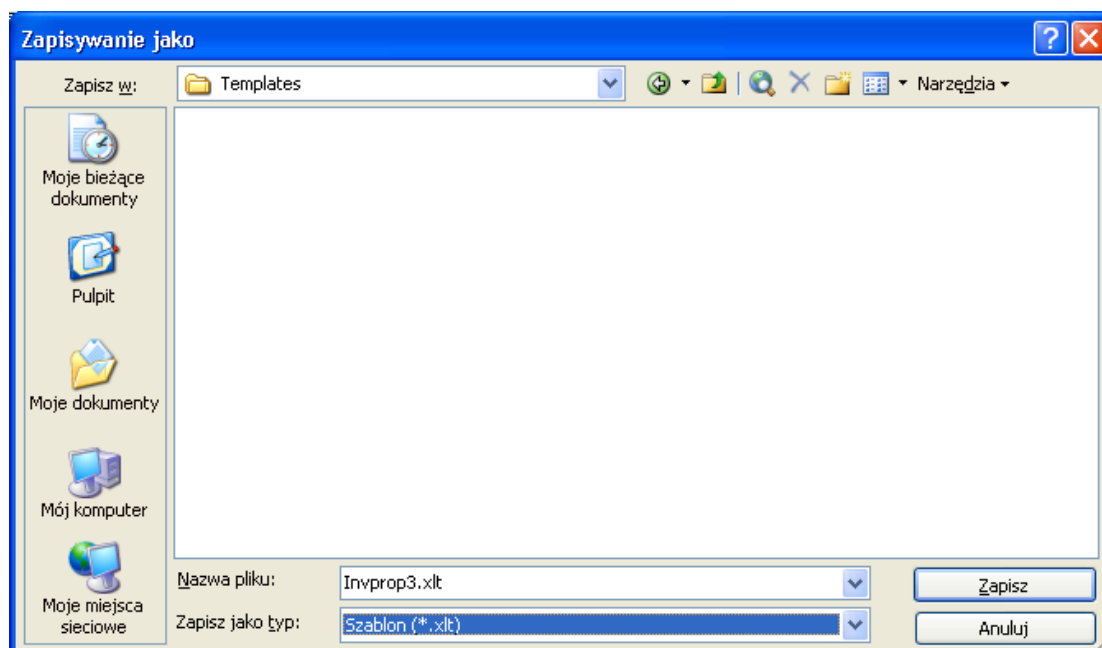 Zapisywanie jako
Zapisz w:
Templates
Narzędzia
Moje bieżące
dokumenty
Pulpit
Moje dokumenty
Mój komputer
Moje miejsca
sieciowe
Nazwa pliku:
Invprop3.xlt
Zapisz
Zapisz jako typ:
Szablon (*.xlt)
Anuluj